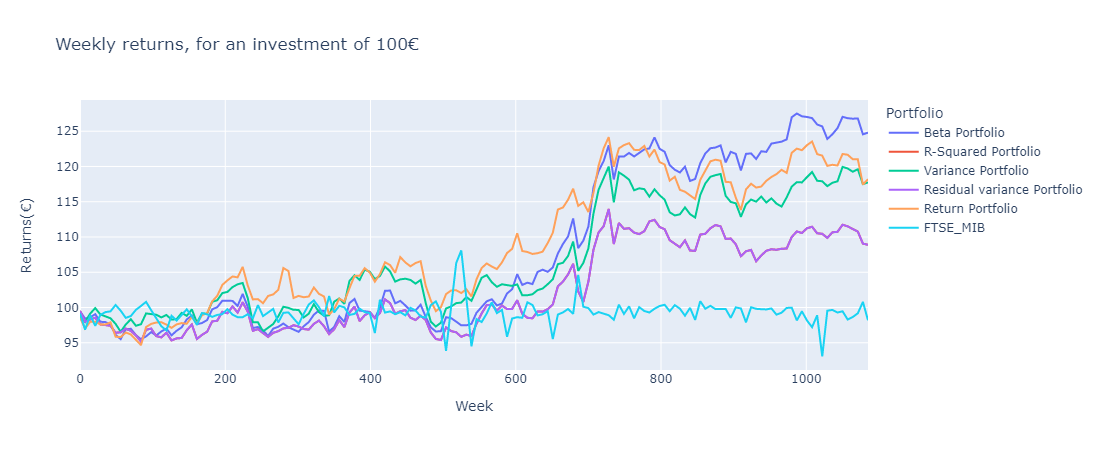 Weekly returns, for an investment of 100€
Portfolio
Beta Portfolio
R-Squared Portfolio
Variance Portfolio
Residual variance Portfolio
Return Portfolio
FTSE_MIB
Returns(€)
125
120
115
110
105
100
95
0 200 400 600 800 1000
Week